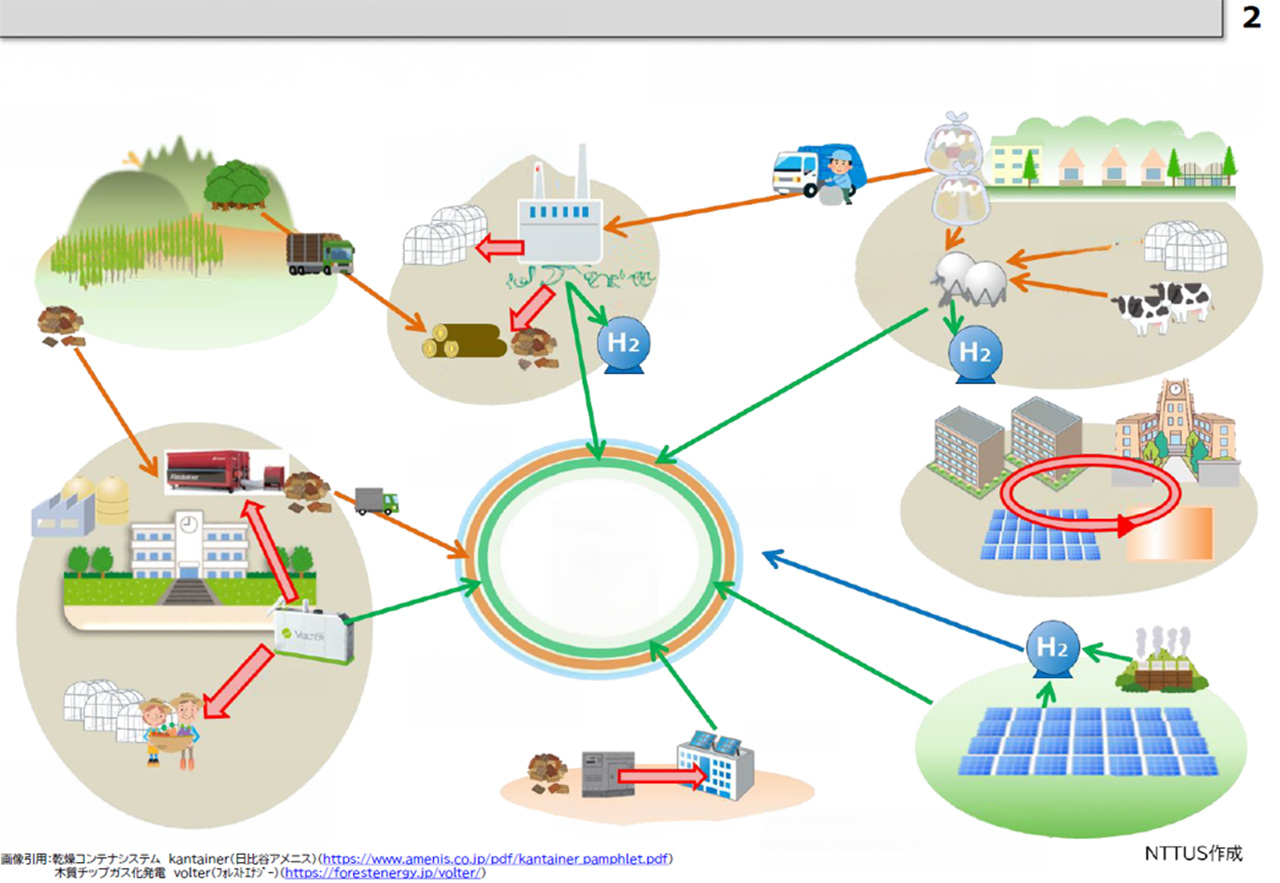 2
H2
H2
H2
Volter
画像引用:乾燥コンテナシステム kantainer(日比谷アメニス)(https://www.amenis.co.jp/pdf/kantainer_pamphlet.pdf)
木質チップガス化発電 volter(フォレストエナジー)(https://forestenergy.jp/volter/)
NTTUS作成